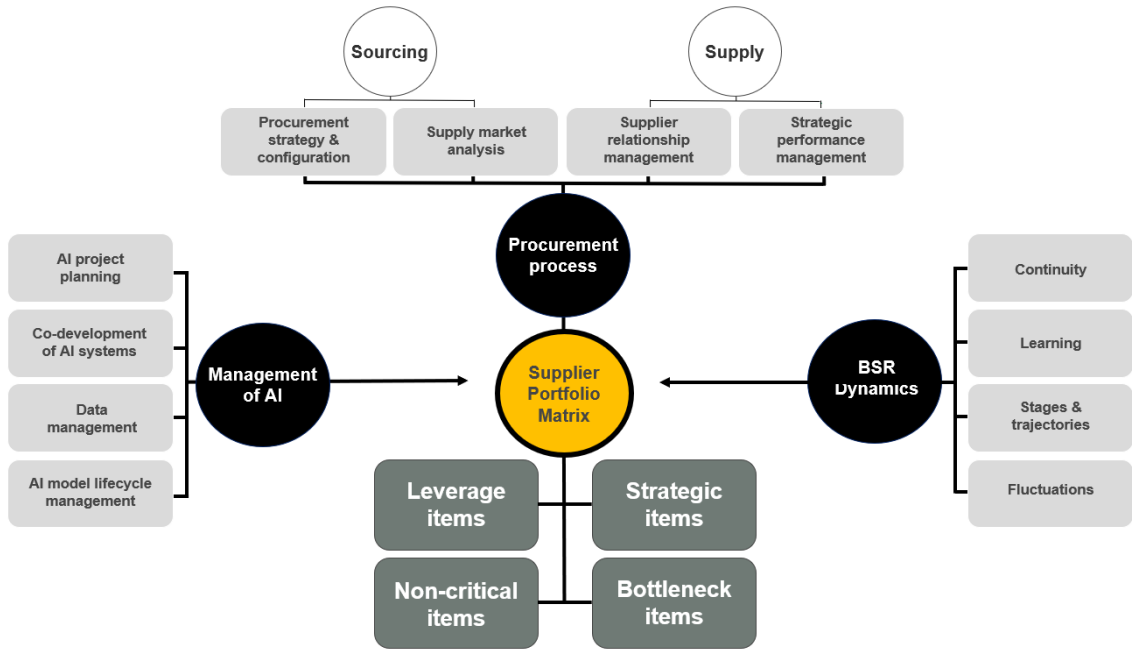 Sourcing
Supply
Procurement
strategy &
configuration
Supply market
analysis
Supplier
relationship
management
Strategic
performance
management
Procurement
process
AI project
planning
Co-development
of AI systems
Data
management
AI model lifecycle
management
Management
of AI
Supplier
Portfolio
Matrix
BSR
Dynamics
Continuity
Learning
Stages &
trajectories
Fluctuations
Leverage
items
Strategic
items
Non-critical
items
Bottleneck
items